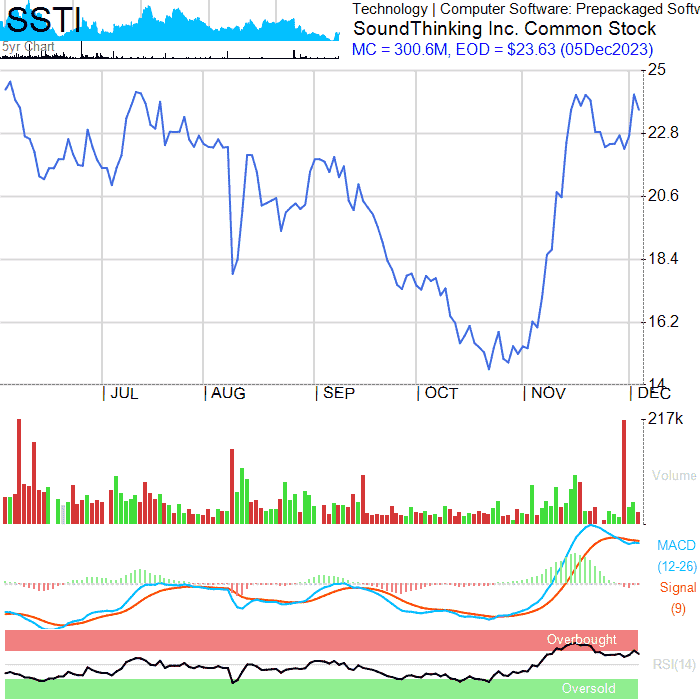 SSTI
Technology | Computer Software: Prepackaged Softw
SoundThinking Inc. Common Stock
MC = 300.6M, EOD = $23.63 (05Dec2023)
5yr Chart
25
22.8
20.6
18.4
16.2
14
| JUL | AUG | SEP | OCT | NOV | DEC
217k
Volume
MACD
(12-26)
Signal
(9)
Overbought
RSI(14)
Oversold